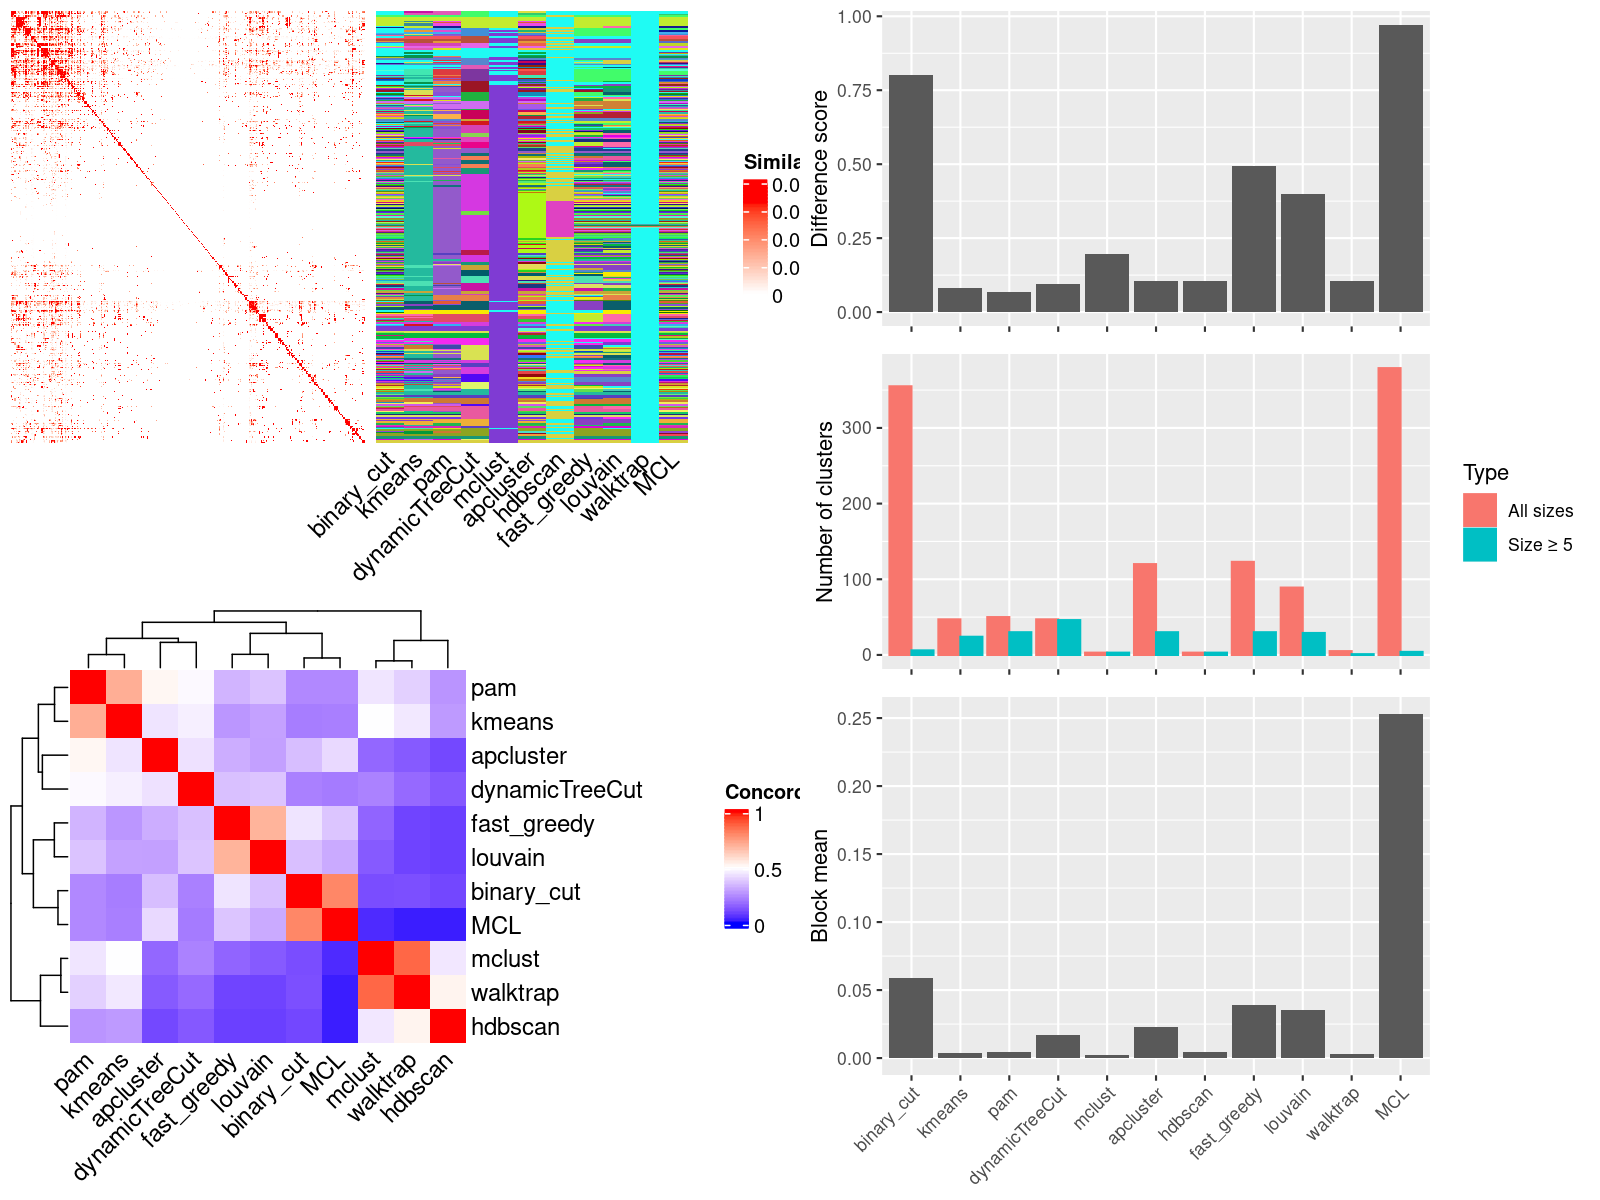 Simila
0.0
0.0
0.0
0.0
0
binary_cut
kmeans
pam
dynamicTreeCut
mclust
apcluster
hdbscan
fast_greedy
louvain
walktrap
MCL
pam
kmeans
apcluster
dynamicTreeCut
fast_greedy
louvain
binary_cut
MCL
mclust
walktrap
hdbscan
pam
kmeans
apcluster
dynamicTreeCut
fast_greedy
louvain
binary_cut
MCL
mclust
walktrap
hdbscan
Concord
1
0.5
0
Difference score
1.00
0.75
0.50
0.25
0.00
Number of clusters
300
200
100
0
Type
All sizes
Size ≥ 5
Block mean
0.25
0.20
0.15
0.10
0.05
0.00
binary_cut
kmeans
pam
dynamicTreeCut
mclust
apcluster
hdbscan
fast_greedy
louvain
walktrap
MCL